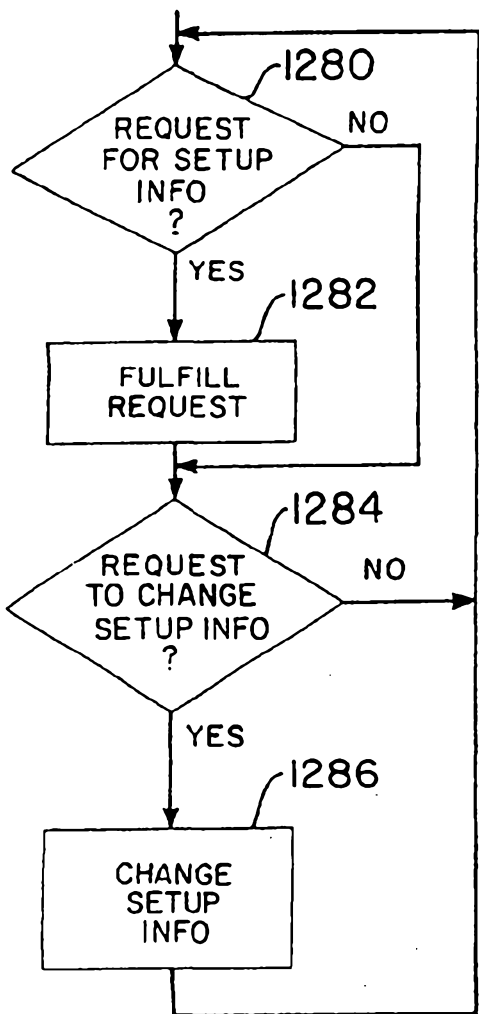 1280
REQUEST
FOR SETUP
INFO
?
NO
YES
1282
FULFILL
REQUEST
1284
REQUEST
TO CHANGE
SETUP INFO
?
NO
YES
1286
CHANGE
SETUP
INFO